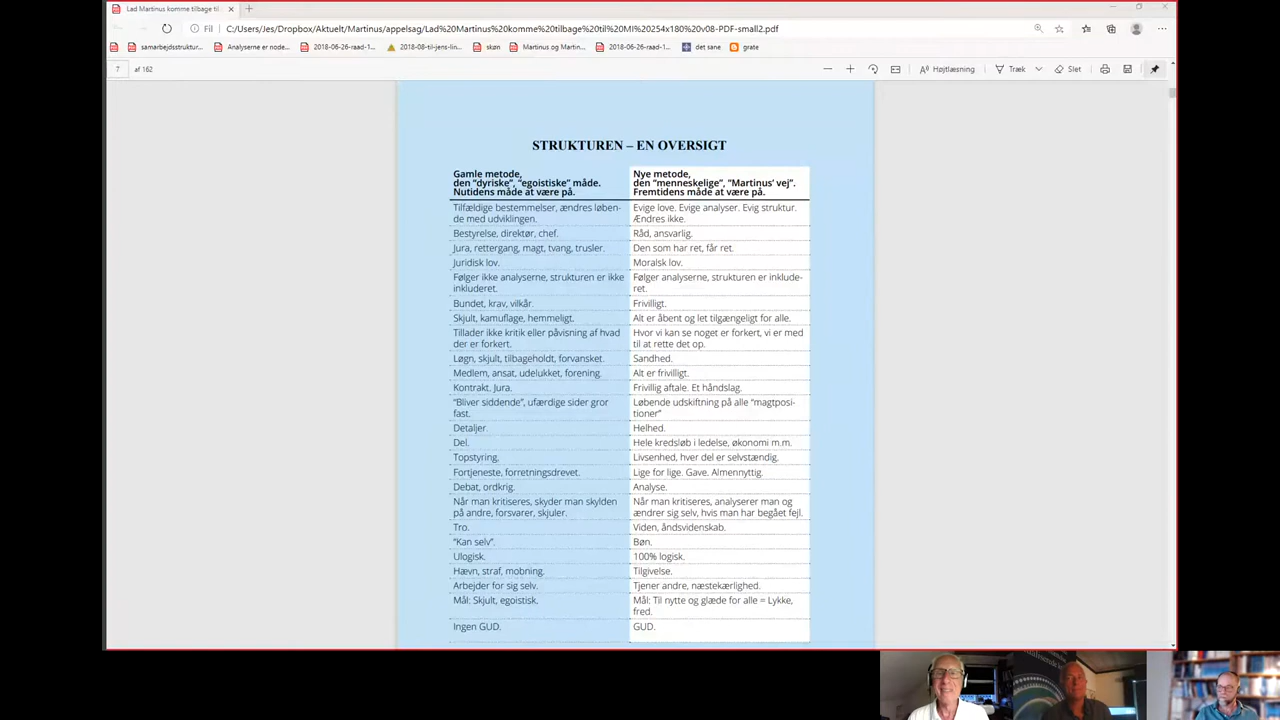 Lad Martinus komme tilbage til
Fil
C:/Users/Jes/Dropbox/Aktuelt/Martinus/appelsag/Lad%20Martinus%20komme%20tilbage%20til%20MI%20254x180%20v08-PDF-small2.pdf
samarbejdsstruktur...
Analyserne er node...
2018-06-26-raad-1...
2018-08-til-jens-lin...
skøn
Martinus og Martin...
2018-06-26-raad-1...
det sane
grate
7 af 162
Højtlæsning
Træk
Slet
STRUKTUREN – EN OVERSIGT
Gamle metode,
den "dyriske", "egoistiske" måde.
Nutidens måde at være på.
Nye metode,
den "menneskelige", "Martinus' vej".
Fremtidens måde at være på.
Tilfældige bestemmelser, ændres løben-
de med udviklingen.
Evige love. Evige analyser. Evig struktur.
Ændres ikke.
Bestyrelse, direktør, chef.
Råd, ansvarlig.
Jura, rettergang, magt, tvang, trusler.
Den som har ret, får ret.
Juridisk lov.
Moralsk lov.
Følger ikke analyserne, strukturen er ikke
inkluderet.
Følger analyserne, strukturen er inklude-
ret.
Bundet, krav, vilkår.
Frivilligt.
Skjult, kamuflage, hemmeligt.
Alt er åbent og let tilgængeligt for alle.
Tillader ikke kritik eller påvisning af hvad
der er forkert.
Hvor vi kan se noget er forkert, vi er med
til at rette det op.
Løgn, skjult, tilbageholdt, forvansket.
Sandhed.
Medlem, ansat, udelukket, forening.
Alt er frivilligt.
Kontrakt. Jura.
Frivillig aftale. Et håndslag.
"Bliver siddende", ufærdige sider gror
fast.
Løbende udskiftning på alle "magtposi-
tioner"
Detaljer.
Helhed.
Del.
Hele kredsløb i ledelse, økonomi m.m.
Topstyring,
Livsenhed, hver del er selvstændig.
Fortjeneste, forretningsdrevet.
Lige for lige. Gave. Almennyttig.
Debat, ordkrig.
Analyse.
Når man kritiseres, skyder man skylden
på andre, forsvarer, skjuler.
Når man kritiseres, analyserer man og
ændrer sig selv, hvis man har begået fejl.
Tro.
Viden, åndsvidenskab.
"Kan selv".
Bøn.
Ulogisk.
100% logisk.
Hævn, straf, mobning.
Tilgivelse.
Arbejder for sig selv.
Tjener andre, næstekærlighed.
Mål: Skjult, egoistisk,
Mål: Til nytte og glæde for alle = Lykke,
fred.
Ingen GUD.
GUD.